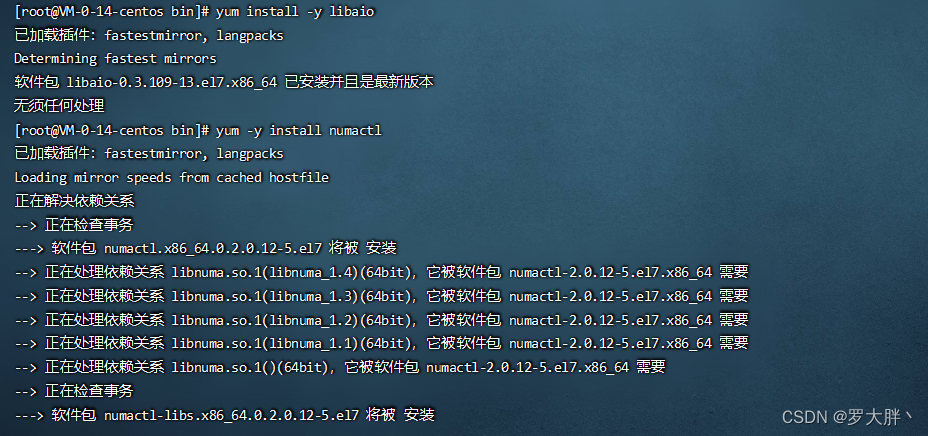 [root@VM-0-14-centos bin]# yum install -y libaio
已加载插件：fastestmirror, langpacks
Determining fastest mirrors
软件包 libaio-0.3.109-13.el7.x86_64 已安装并且是最新版本
无须任何处理
[root@VM-0-14-centos bin]# yum -y install numactl
已加载插件：fastestmirror, langpacks
Loading mirror speeds from cached hostfile
正在解决依赖关系
--> 正在检查事务
---> 软件包 numactl.x86_64.0.2.0.12-5.el7 将被 安装
--> 正在处理依赖关系 libnuma.so.1(libnuma_1.4)(64bit)，它被软件包 numactl-2.0.12-5.el7.x86_64 需要
--> 正在处理依赖关系 libnuma.so.1(libnuma_1.3)(64bit)，它被软件包 numactl-2.0.12-5.el7.x86_64 需要
--> 正在处理依赖关系 libnuma.so.1(libnuma_1.2)(64bit)，它被软件包 numactl-2.0.12-5.el7.x86_64 需要
--> 正在处理依赖关系 libnuma.so.1(libnuma_1.1)(64bit)，它被软件包 numactl-2.0.12-5.el7.x86_64 需要
--> 正在处理依赖关系 libnuma.so.1()(64bit)，它被软件包 numactl-2.0.12-5.el7.x86_64 需要
--> 正在检查事务
---> 软件包 numactl-libs.x86_64.0.2.0.12-5.el7 将被 安装
CSDN @罗大胖丶